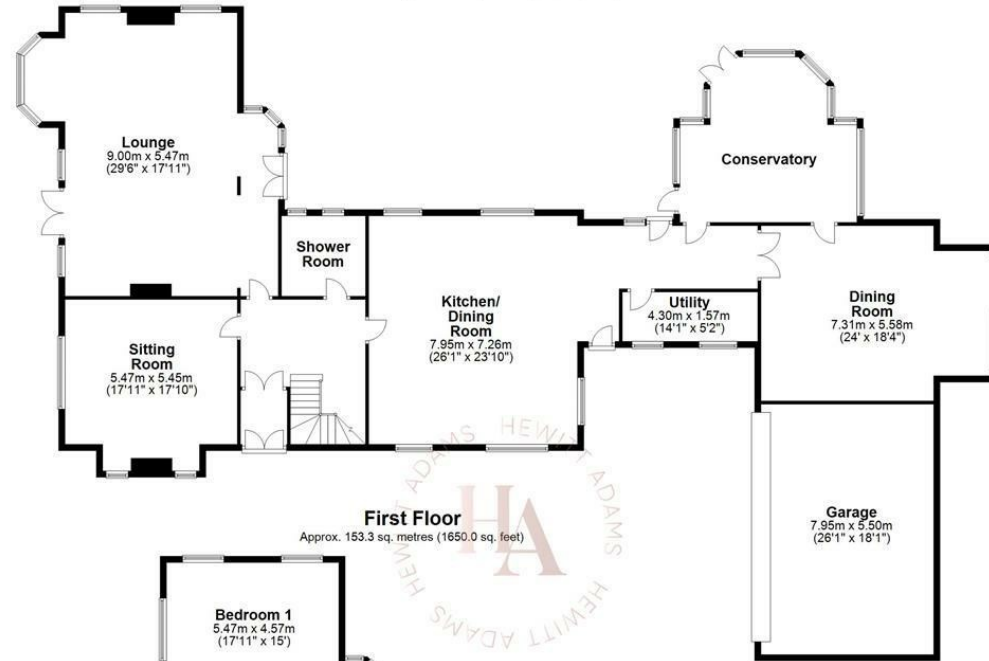 Lounge
9.00m x 5.47m
(29'6" x 17'11")
Conservatory
Shower
Room
Kitchen/
Dining
Room
7.95m x 7.26m
(26'1" x 23'10")
Utility
4.30m x 1.57m
(14'1" x 5'2")
Dining
Room
7.31m x 5.58m
(24' x 18'4")
Sitting
Room
5.47m x 5.45m
(17'11" x 17'10")
Garage
7.95m x 5.50m
(26'1" x 18'1")
HEWITT ADAMS HEWITT ADAMS HEWITT ADAMS
HA
First Floor
Approx. 153.3 sq. metres (1650.0 sq. feet)
Bedroom 1
5.47m x 4.57m
(17'11" x 15')